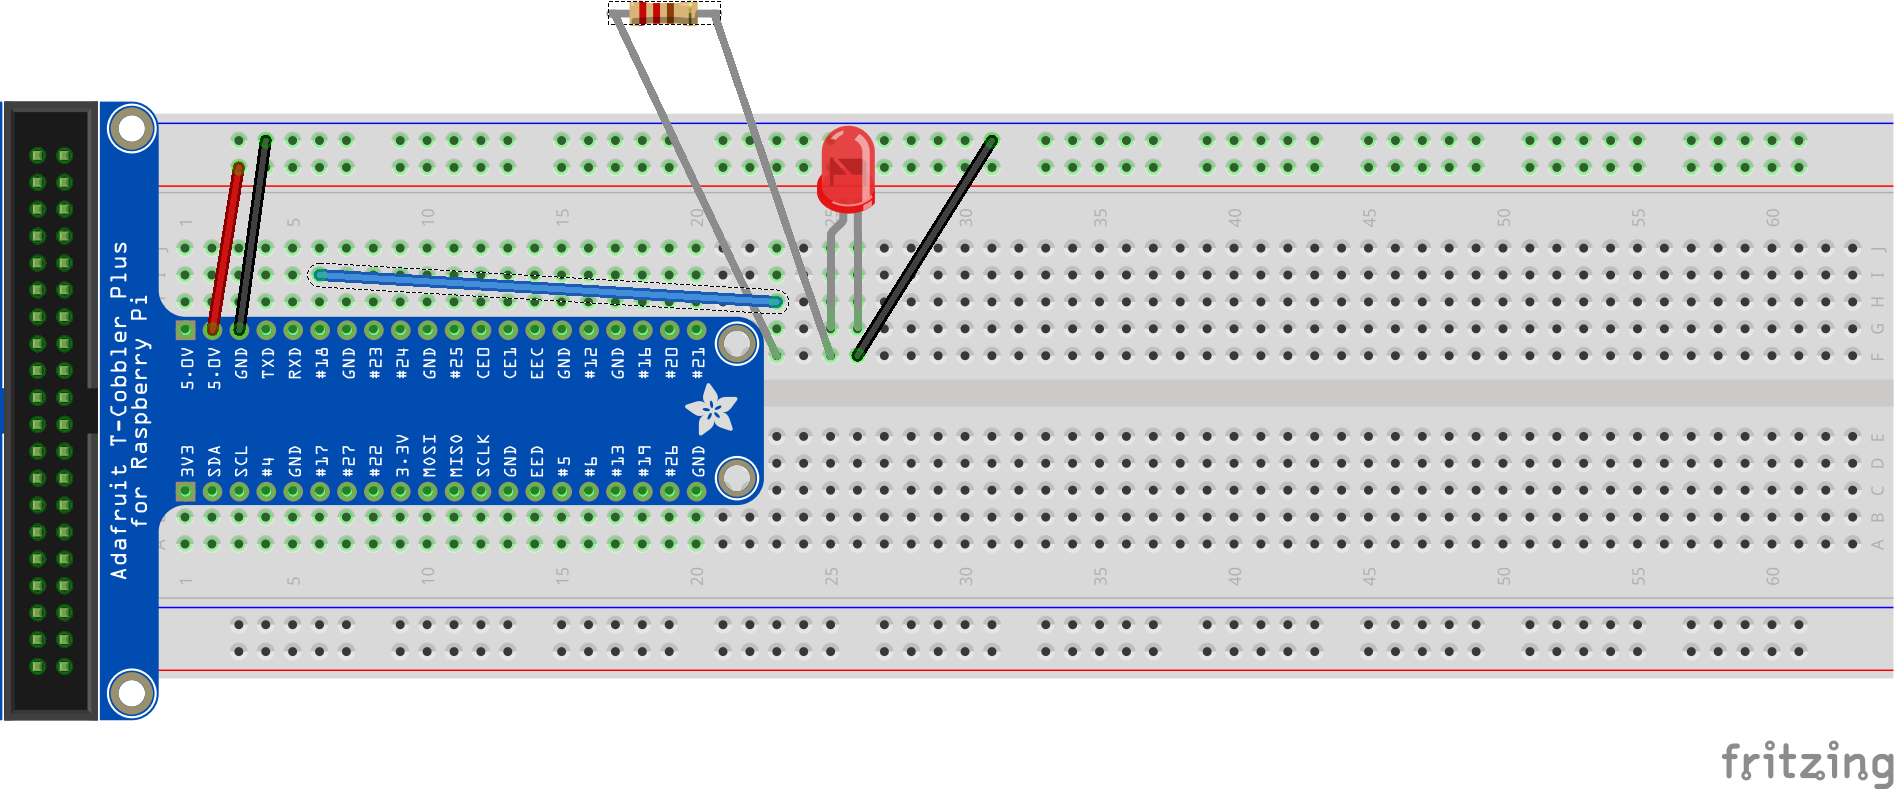 1 5 10 15 20 25 30 35 40 45 50 55 60
J J
I I
H
G
F
5.0V 5.0V GND TXD RXD #18 GND #23 #24 GND #25 CE0 CE1 EEC GND #12 GND #16 #20 #21
Adafruit T-Cobbler Plus
for Raspberry Pi
3V3 SDA SCL #4 GND #17 #27 #22 3.3V MOSI MISO SCLK GND EED #5 #6 #13 #19 #26 GND
E
D
C
B
A A
1 5 10 15 20 25 30 35 40 45 50 55 60
fritzing